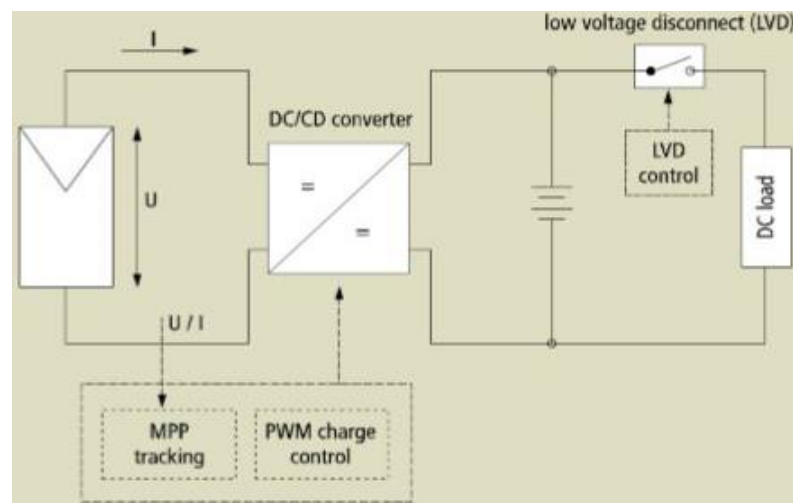 low voltage disconnect (LVD)
I
DC/CD converter
U
LVD
control
DC load
=
=
U / I
MPP
tracking
PWM charge
control